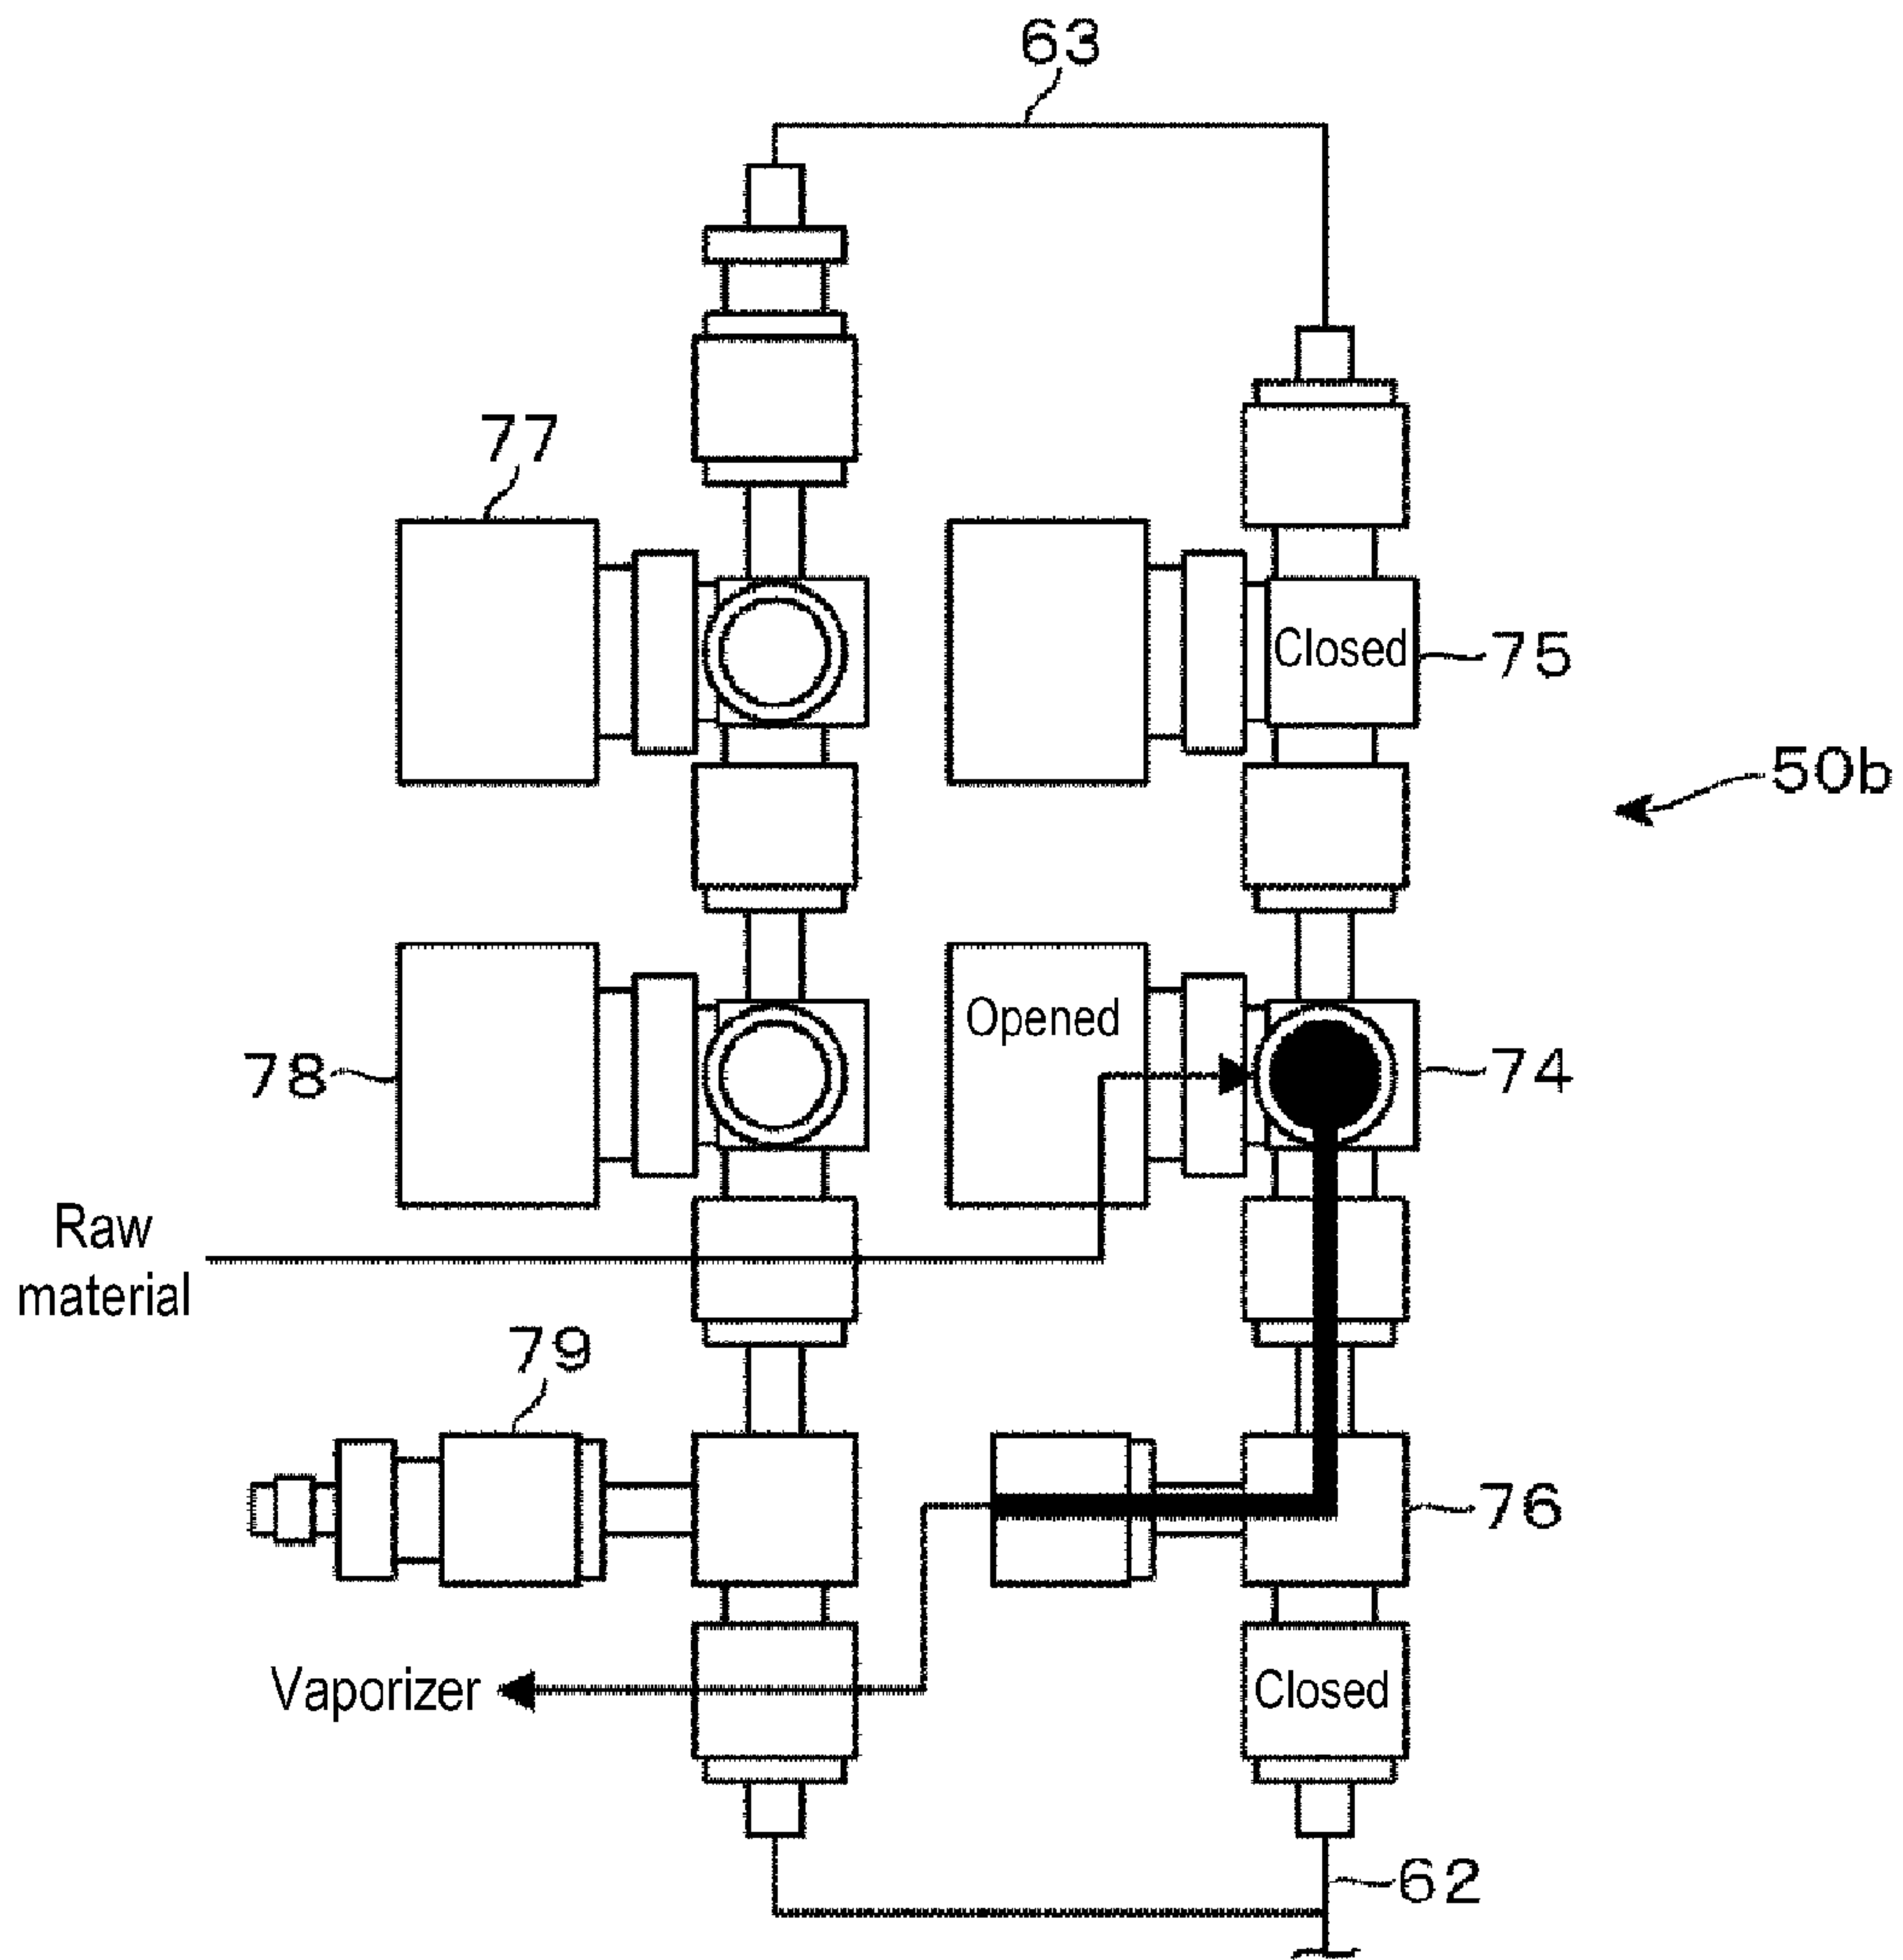 63
77
Closed
75
50b
Opened
78
74
Raw
material
79
76
Vaporizer
Closed
62